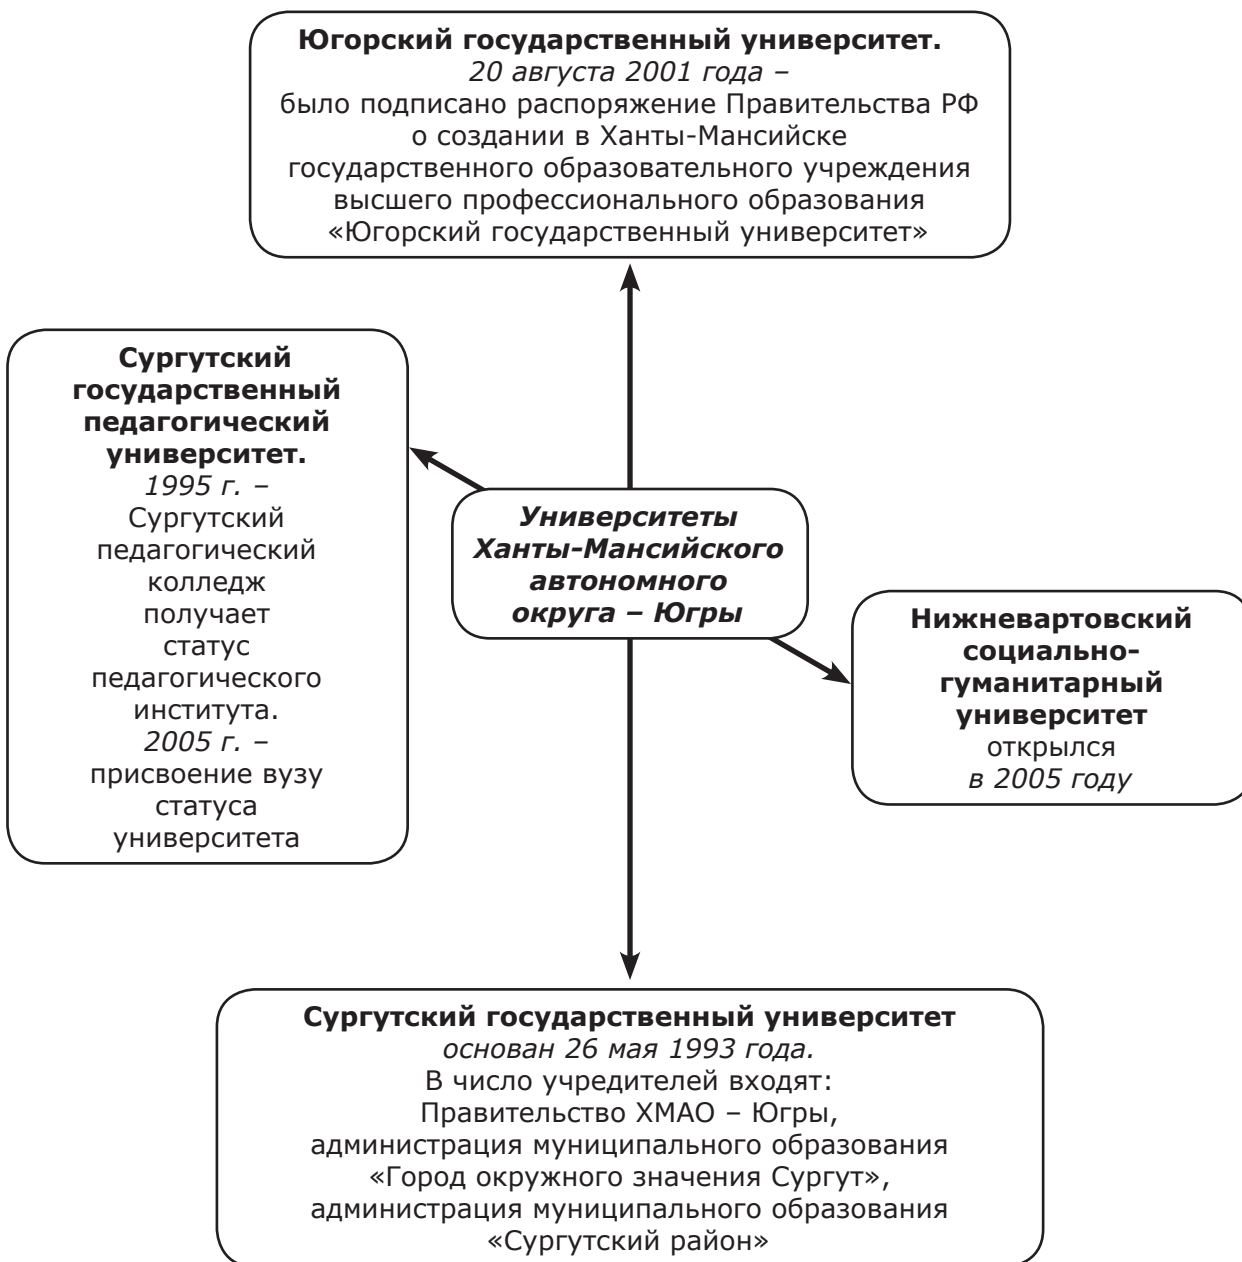 Югорский государственный университет.
20 августа 2001 года –
было подписано распоряжение Правительства РФ
о создании в Ханты-Мансийске
государственного образовательного учреждения
высшего профессионального образования
«Югорский государственный университет»
Сургутский
государственный
педагогический
университет.
1995 г. –
Сургутский
педагогический
колледж
получает
статус
педагогического
института.
2005 г. –
присвоение вузу
статуса
университета
Университеты
Ханты-Мансийского
автономного
округа – Югры
Нижневартовский
социально-
гуманитарный
университет
открылся
в 2005 году
Сургутский государственный университет
основан 26 мая 1993 года.
В число учредителей входят:
Правительство ХМАО – Югры,
администрация муниципального образования
«Город окружного значения Сургут»,
администрация муниципального образования
«Сургутский район»